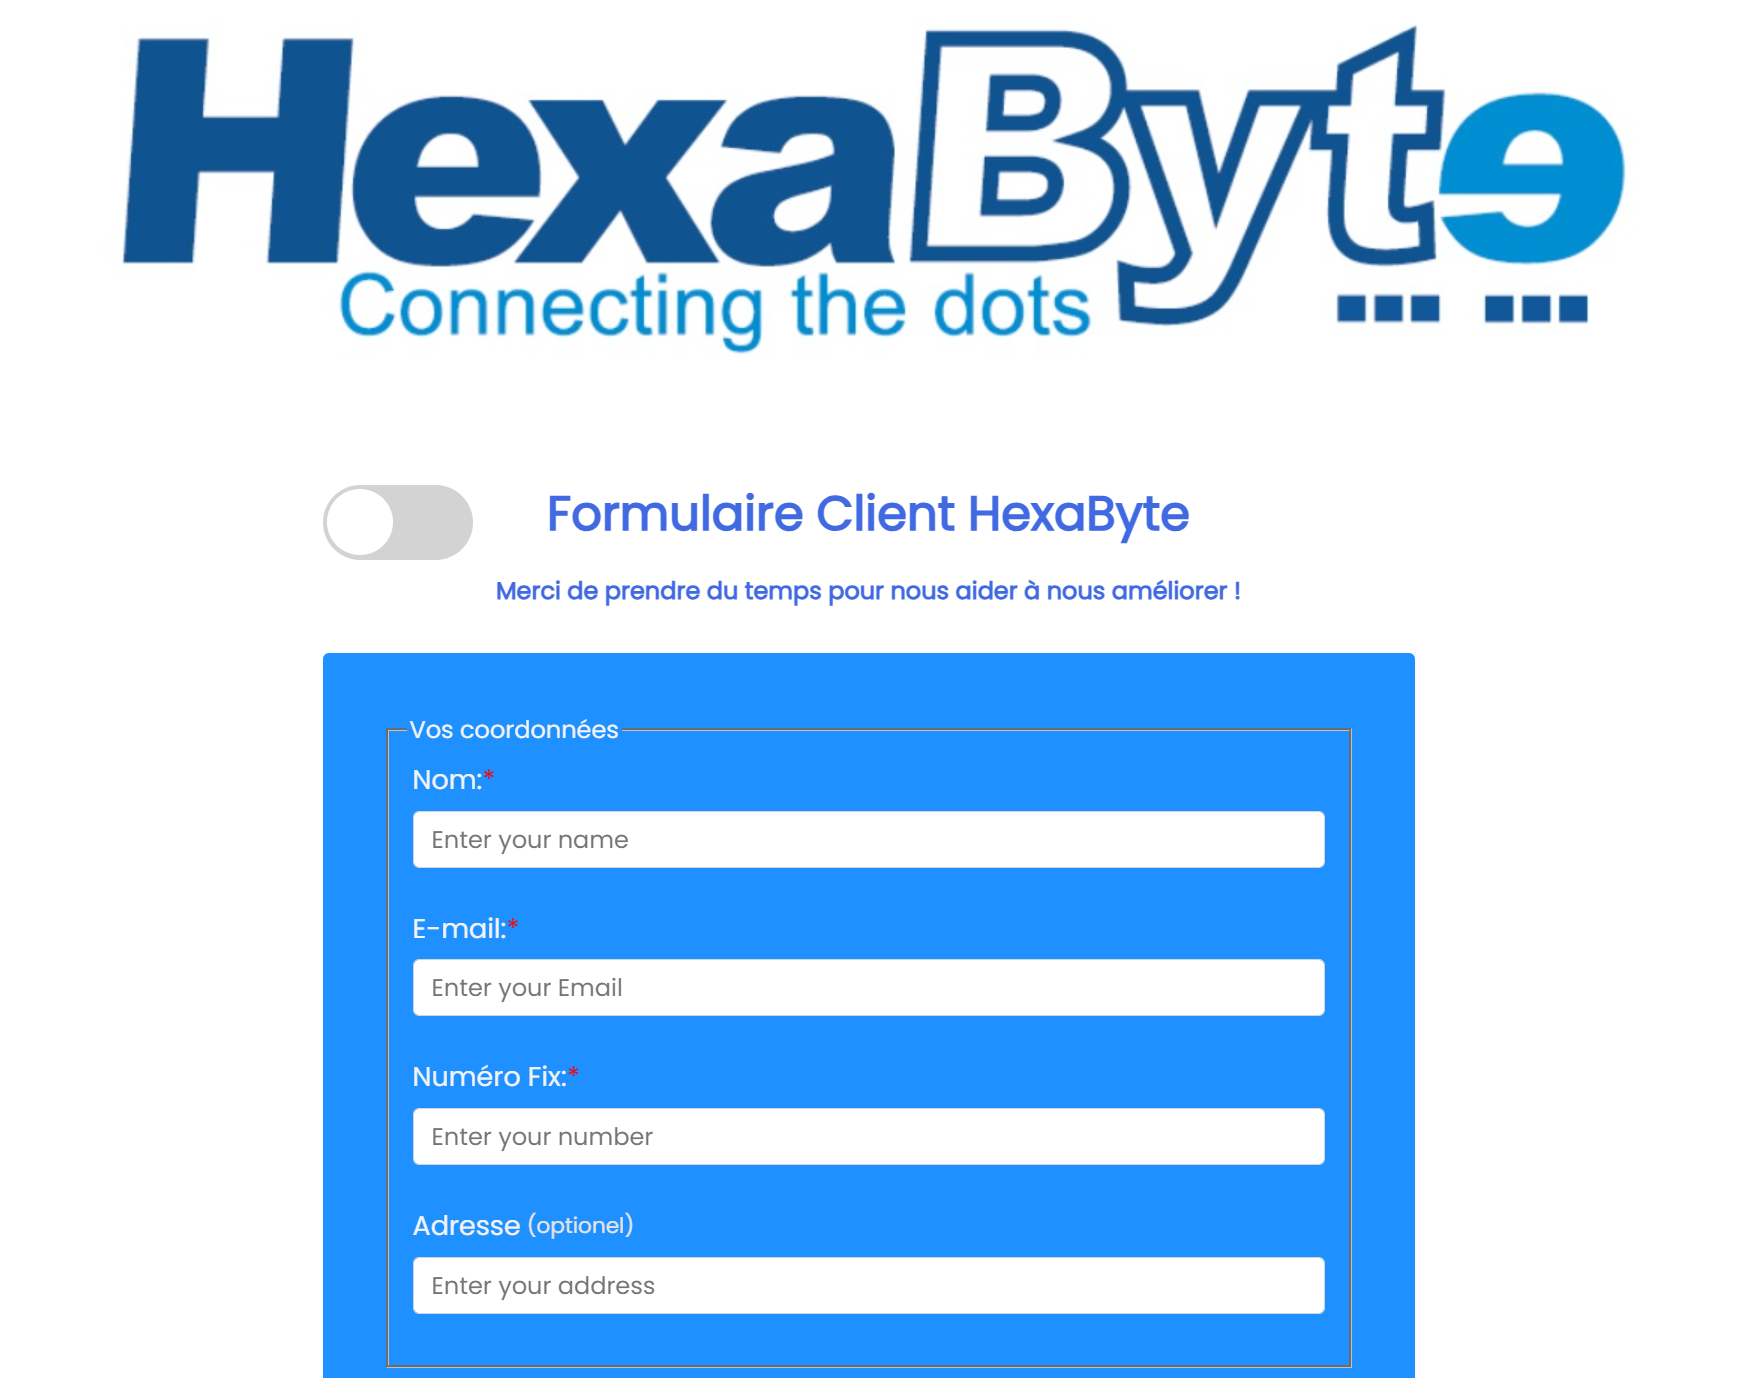 HexaByte
Connecting the dots
Formulaire Client HexaByte
Merci de prendre du temps pour nous aider à nous améliorer !
Vos coordonnées
Nom:*
Enter your name
E-mail:*
Enter your Email
Numéro Fix:*
Enter your number
Adresse (optionel)
Enter your address